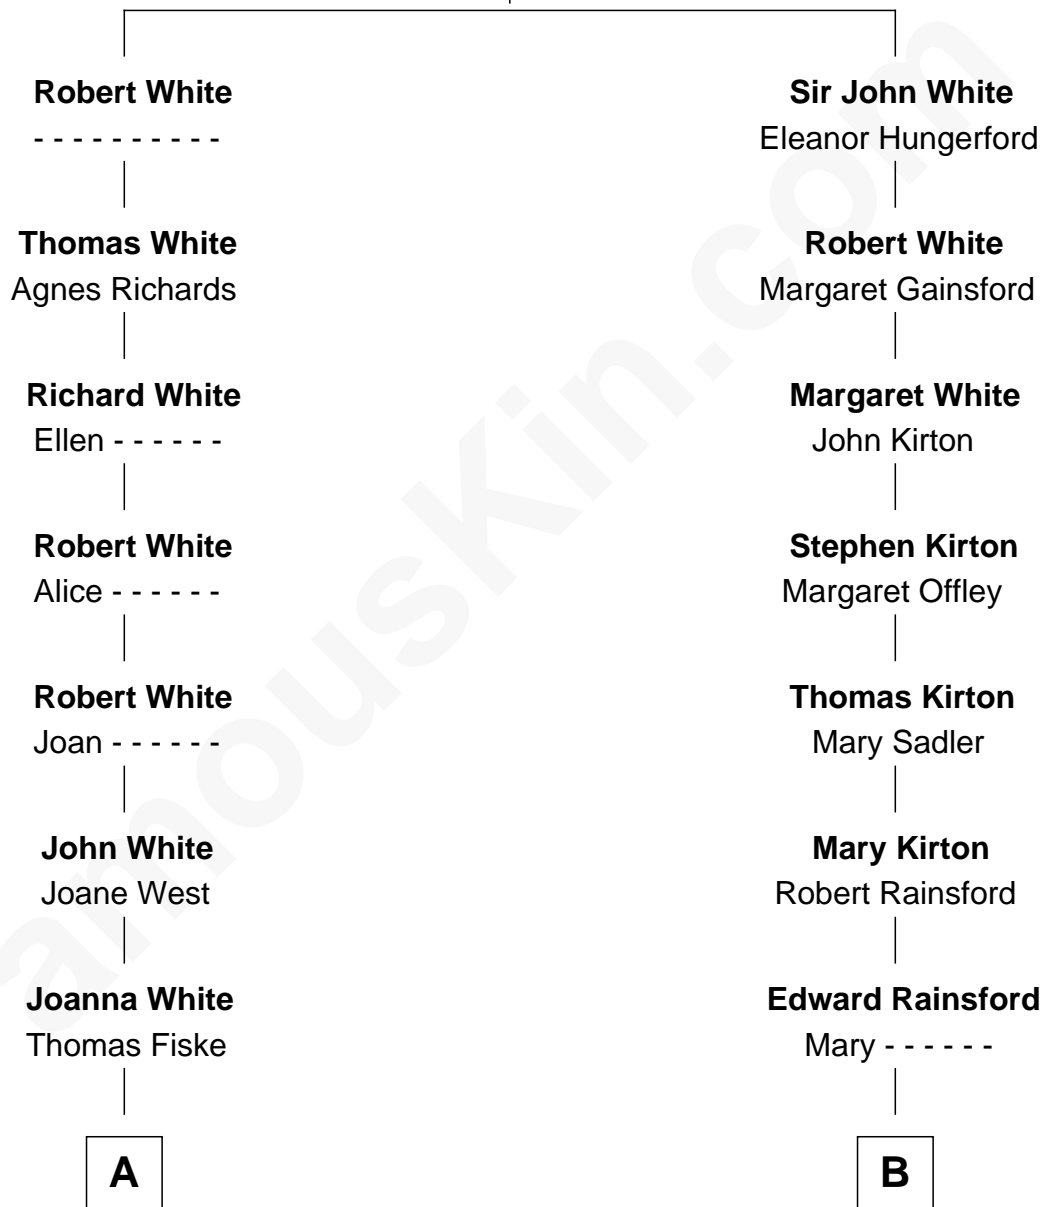 Robert White
- - - - - - - - - -
Thomas White
Agnes Richards
Richard White
Ellen - - - - - -
Robert White
Alice - - - - - -
Robert White
Joan - - - - - -
John White
Joane West
Joanna White
Thomas Fiske
A
Sir John White
Eleanor Hungerford
Robert White
Margaret Gainsford
Margaret White
John Kirton
Stephen Kirton
Margaret Offley
Thomas Kirton
Mary Sadler
Mary Kirton
Robert Rainsford
Edward Rainsford
Mary - - - - - -
B
amouskin.com